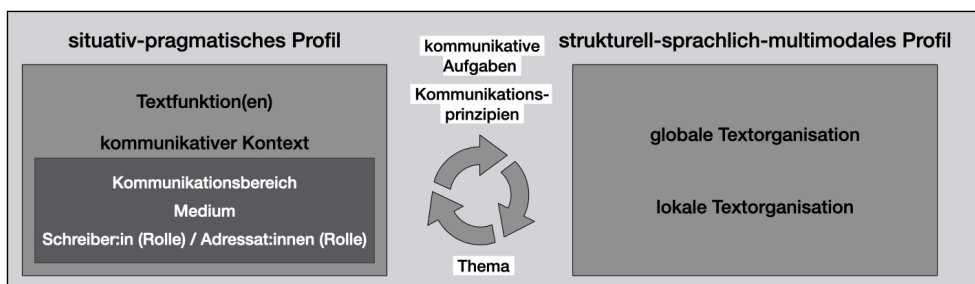 situativ-pragmatisches Profil
Textfunktion(en)
kommunikativer Kontext
Kommunikationsbereich
Medium
Schreiber:in (Rolle) / Adressat:innen (Rolle)
kommunikative
Aufgaben
Kommunikations-
prinzipien
Thema
strukturell-sprachlich-multimodales Profil
globale Textorganisation
lokale Textorganisation